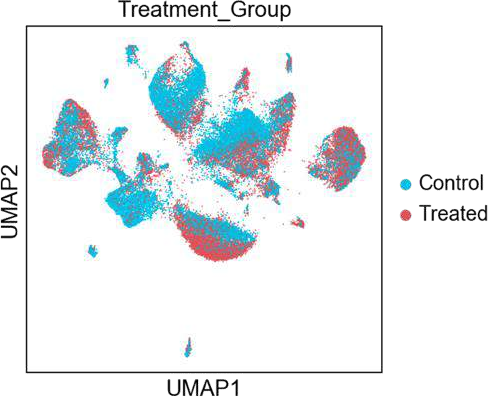 Treatment_Group
UMAP2
Control
Treated
UMAP1